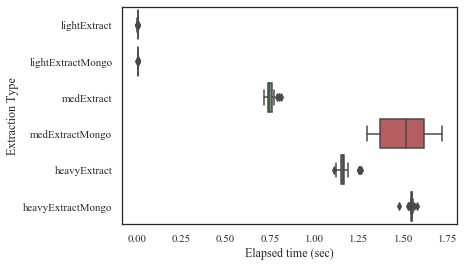 Extraction Type
lightExtract
lightExtractMongo
medExtract
medExtractMongo
heavyExtract
heavyExtractMongo
0.00 0.25 0.50 0.75 1.00 1.25 1.50 1.75
Elapsed time (sec)